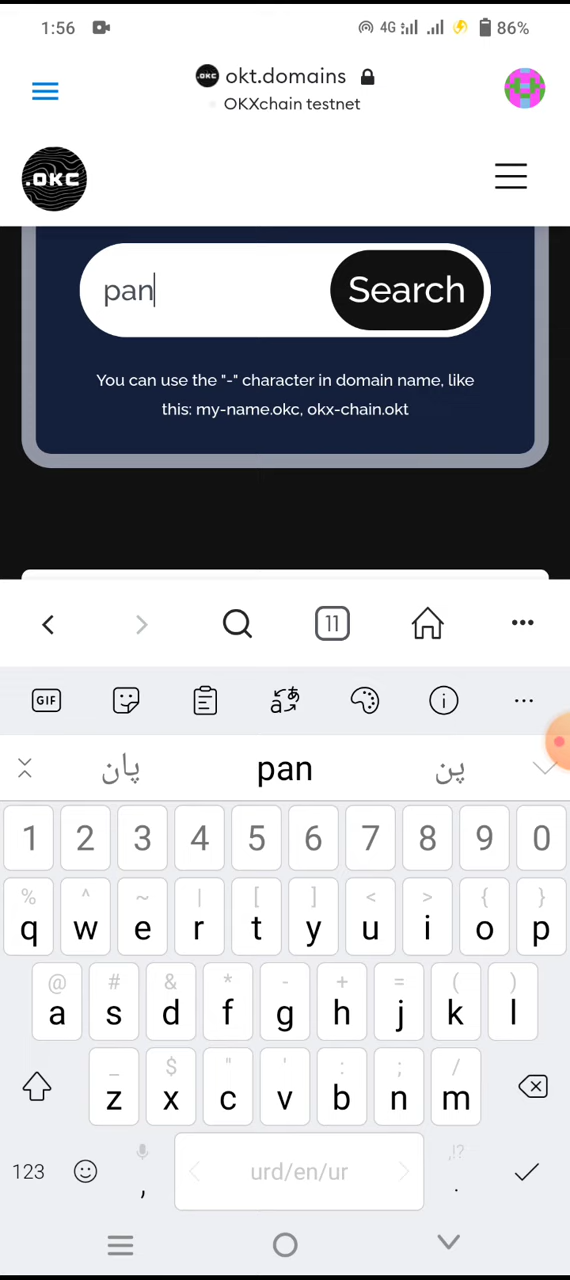 1:56 4G 86%
okt.domains
OKXchain testnet
.OKC
pan Search
You can use the "-" character in domain name, like
this: my-name.okc, okx-chain.okt
11
GIF
پان pan پن
1 2 3 4 5 6 7 8 9 0
% ^ ~ | [ ] < > { }
q w e r t y u i o p
@ # & * - + = ( )
a s d f g h j k l
_ $ " ' : ; /
z x c v b n m
123 , urd/en/ur ,!? .